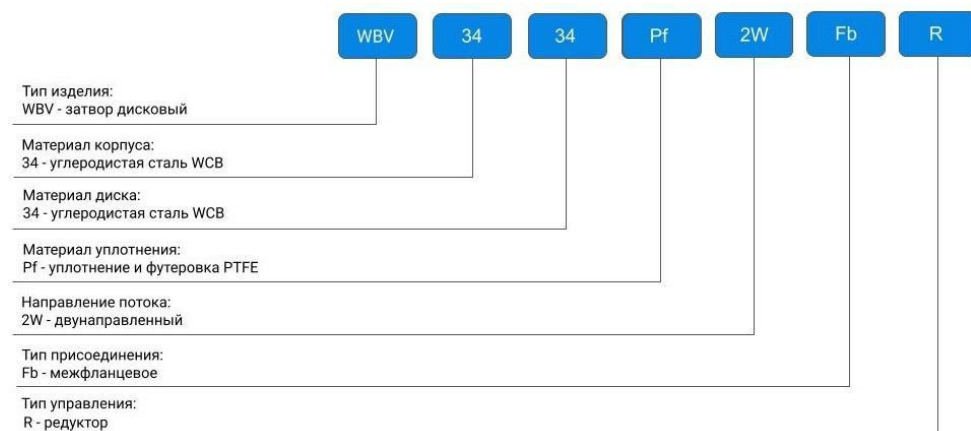 WBV 34 34 Pf 2W Fb R
Тип изделия:
WBV - затвор дисковый
Материал корпуса:
34 - углеродистая сталь WCB
Материал диска:
34 - углеродистая сталь WCB
Материал уплотнения:
Pf - уплотнение и футеровка PTFE
Направление потока:
2W - двунаправленный
Тип присоединения:
Fb - межфланцевое
Тип управления:
R - редуктор